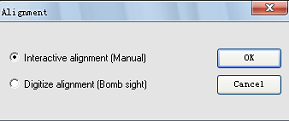 Alignment
Interactive alignment (Manual)
OK
Digitize alignment (Bomb sight)
Cancel